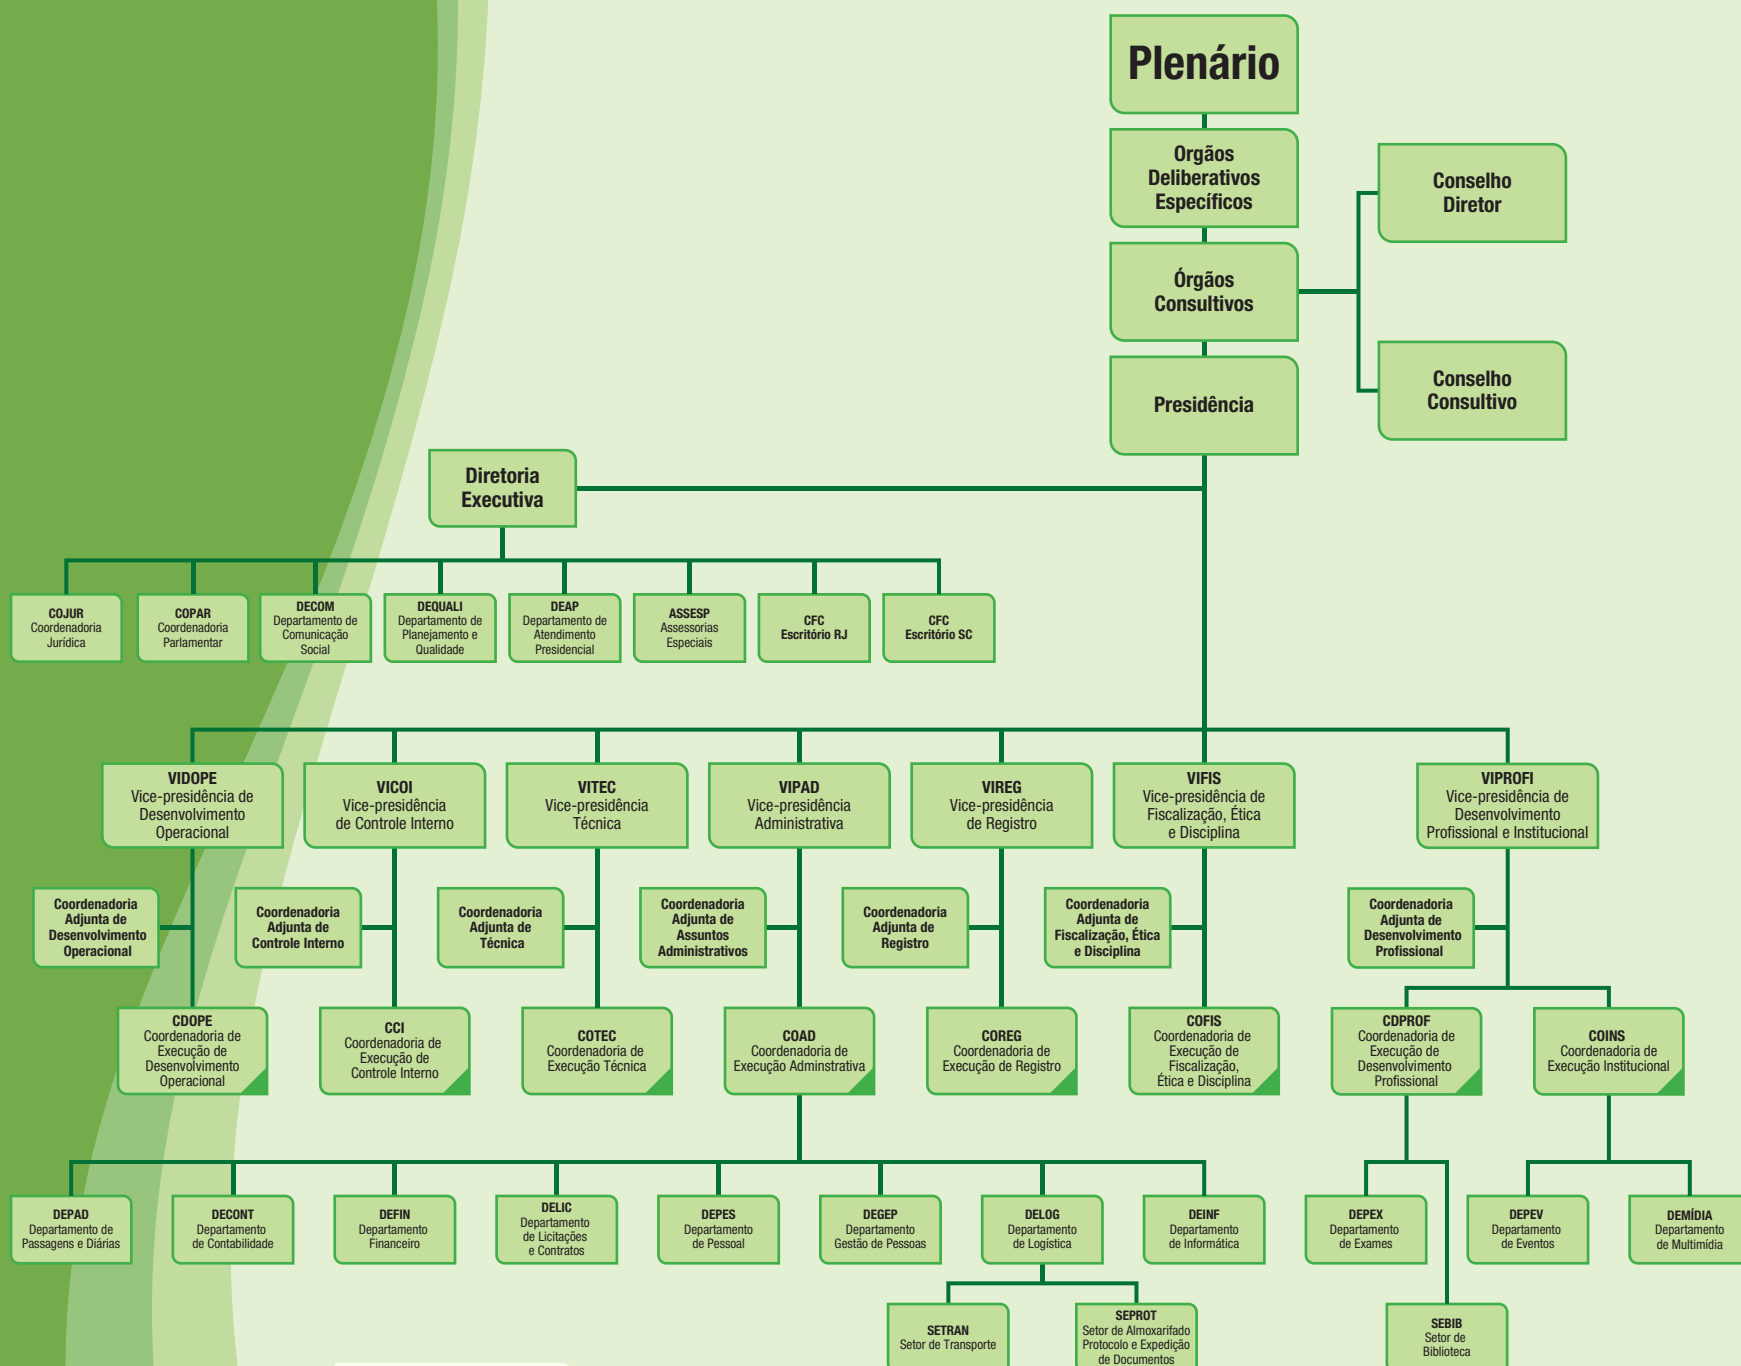 Plenário
Orgãos
Deliberativos
Específicos
Conselho
Diretor
Órgãos
Consultivos
Conselho
Consultivo
Presidência
Diretoria
Executiva
COJUR
Coordenadoria
Jurídica
COPAR
Coordenadoria
Parlamentar
DECOM
Departamento de
Comunicação
Social
DEQUALI
Departamento de
Planejamento e
Qualidade
DEAP
Departamento de
Atendimento
Presidencial
ASSESP
Assessorias
Especiais
CFC
Escritório RJ
CFC
Escritório SC
VIDOPE
Vice-presidência de
Desenvolvimento
Operacional
VICOI
Vice-presidência
de Controle Interno
VITEC
Vice-presidência
Técnica
VIPAD
Vice-presidência
Administrativa
VIREG
Vice-presidência
de Registro
VIFIS
Vice-presidência de
Fiscalização, Ética
e Disciplina
VIPROFI
Vice-presidência de
Desenvolvimento
Profissional e Institucional
Coordenadoria
Adjunta de
Desenvolvimento
Operacional
Coordenadoria
Adjunta de
Controle Interno
Coordenadoria
Adjunta de
Técnica
Coordenadoria
Adjunta de
Assuntos
Administrativos
Coordenadoria
Adjunta de
Registro
Coordenadoria
Adjunta de
Fiscalização, Ética
e Disciplina
Coordenadoria
Adjunta de
Desenvolvimento
Profissional
CDOPE
Coordenadoria de
Execução de
Desenvolvimento
Operacional
CCI
Coordenadoria de
Execução de
Controle Interno
COTEC
Coordenadoria de
Execução Técnica
COAD
Coordenadoria de
Execução Adminstrativa
COREG
Coordenadoria de
Execução de Registro
COFIS
Coordenadoria de
Execução de
Fiscalização,
Ética e Disciplina
CDPROF
Coordenadoria de
Execução de
Desenvolvimento
Profissional
COINS
Coordenadoria de
Execução Institucional
DEPAD
Departamento de
Passagens e Diárias
DECONT
Departamento
de Contabilidade
DEFIN
Departamento
Financeiro
DELIC
Departamento
de Licitações
e Contratos
DEPES
Departamento
de Pessoal
DEGEP
Departamento
Gestão de Pessoas
DELOG
Departamento
de Logística
DEINF
Departamento
de Informática
DEPEX
Departamento
de Exames
DEPEV
Departamento
de Eventos
DEMÍDIA
Departamento
de Multimídia
SETRAN
Setor de Transporte
SEPROT
Setor de Almoxarifado
Protocolo e Expedição
de Documentos
SEBIB
Setor de
Biblioteca